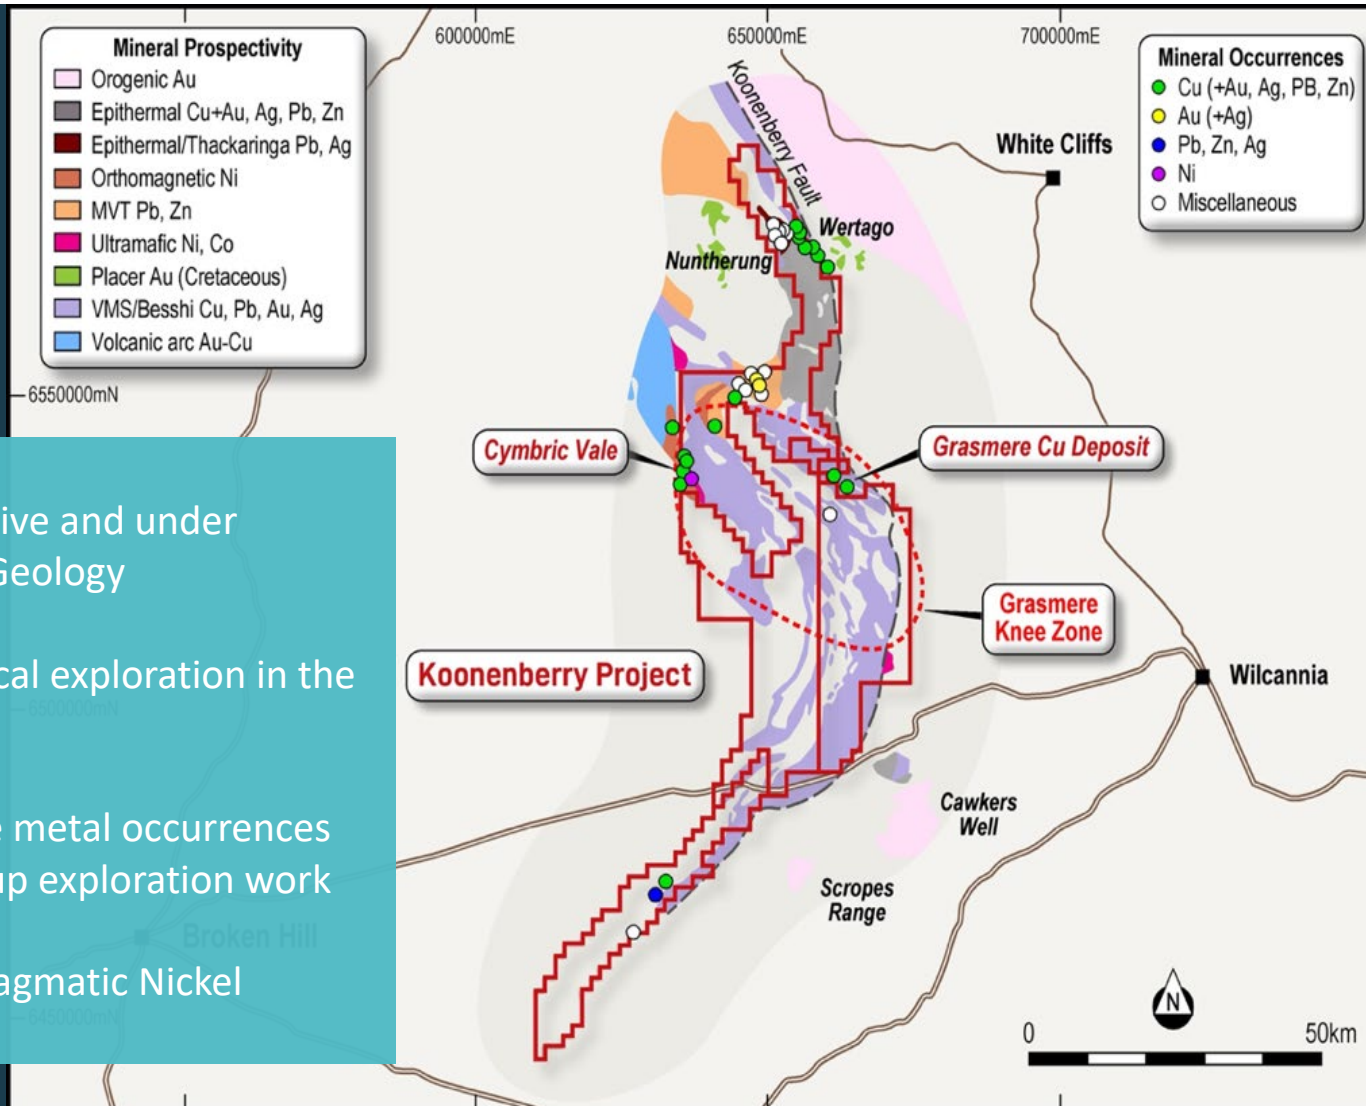 Mineral Prospectivity
Orogenic Au
Epithermal Cu+Au, Ag, Pb, Zn
Epithermal/Thackaringa Pb, Ag
Orthomagnetic Ni
MVT Pb, Zn
Ultramafic Ni, Co
Placer Au (Cretaceous)
VMS/Besshi Cu, Pb, Au, Ag
Volcanic arc Au-Cu
600000mE
650000mE
700000mE
Mineral Occurrences
Cu (+Au, Ag, PB, Zn)
Au (+Ag)
Pb, Zn, Ag
Ni
Miscellaneous
Koonenberry Fault
White Cliffs
Wertago
Nuntherung
6550000mN
Cymbric Vale
Grasmere Cu Deposit
ive and under
Geology
Grasmere
Knee Zone
cal exploration in the
Koonenberry Project
Wilcannia
6500000mN
e metal occurrences
up exploration work
Cawkers
Well
Scropes
Range
Broken Hill
agmatic Nickel
6450000mN
N
0
50km